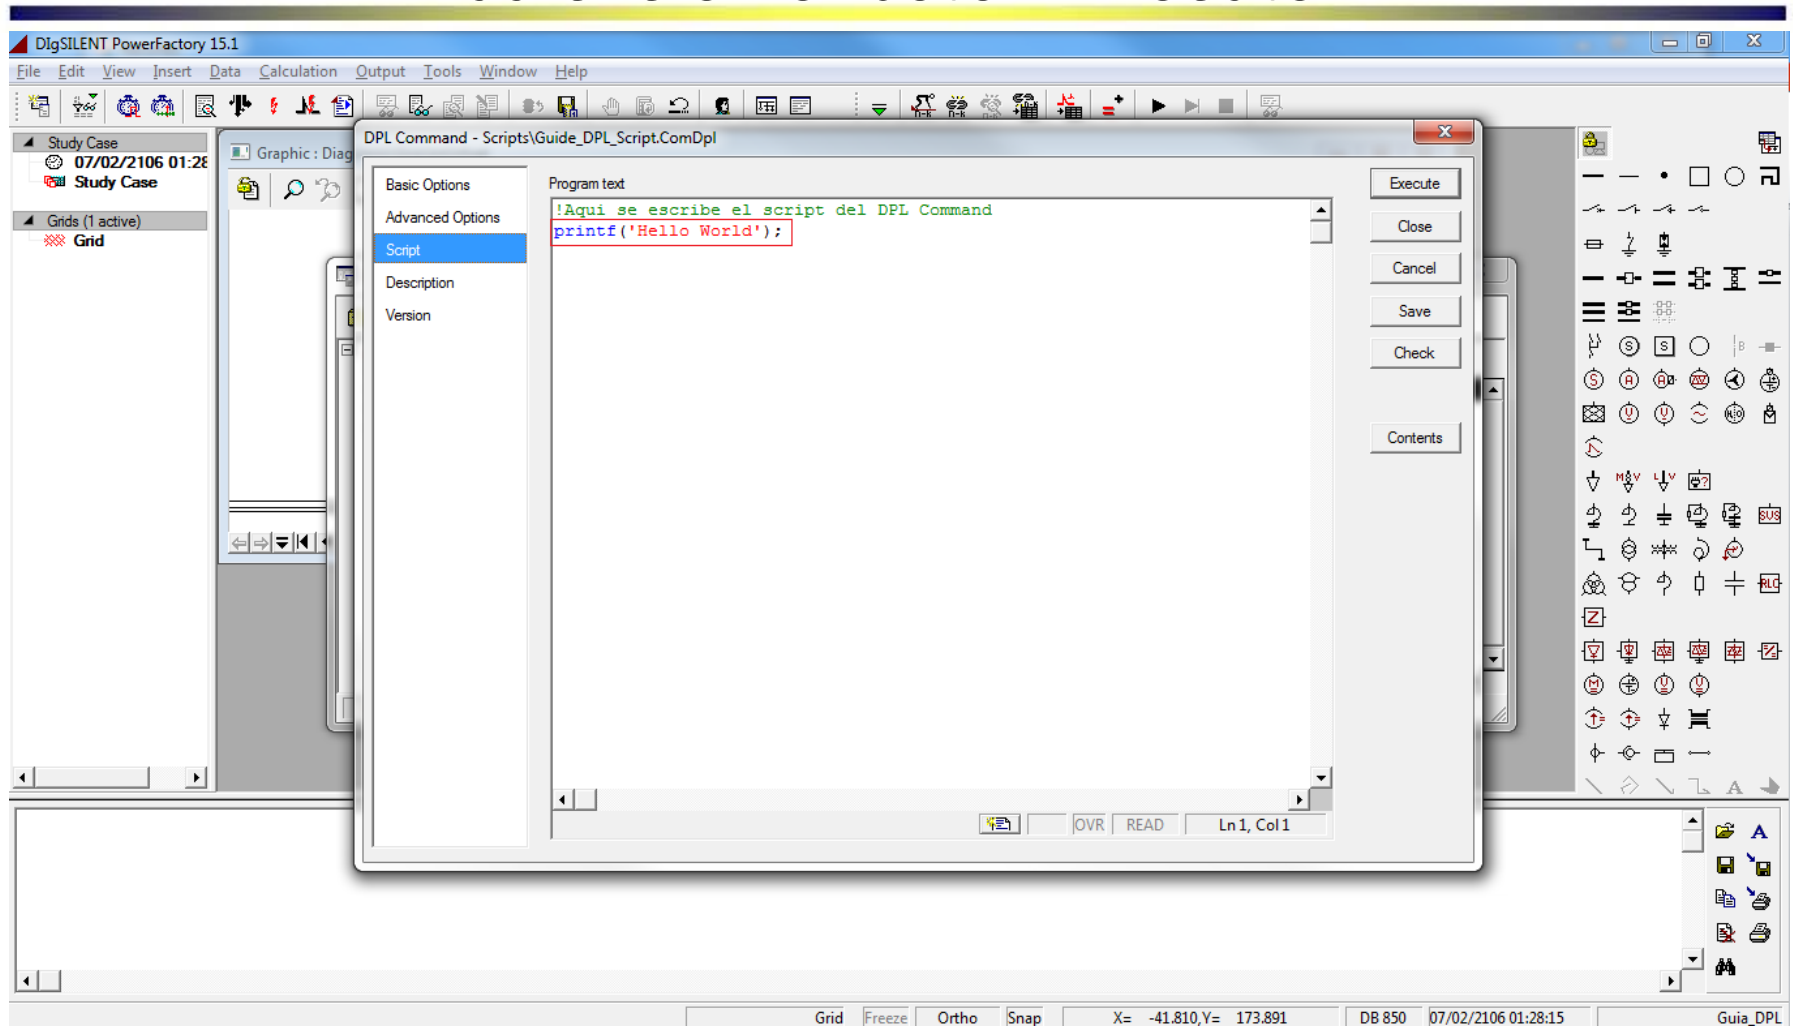 DIgSILENT PowerFactory 15.1
File Edit View Insert Data Calculation Output Tools Window Help
Study Case
07/02/2106 01:28
Study Case
Grids (1 active)
Grid
Graphic : Diag
DPL Command - Scripts\Guide_DPL_Script.ComDpl
Basic Options
Advanced Options
Script
Description
Version
Program text
!Aqui se escribe el script del DPL Command
printf('Hello World');
Execute
Close
Cancel
Save
Check
Contents
OVR READ Ln 1, Col 1
Grid Freeze Ortho Snap X= -41.810,Y= 173.891 DB 850 07/02/2106 01:28:15 Guia_DPL